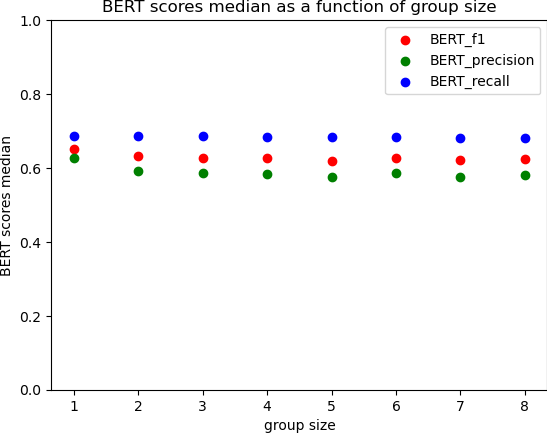 BERT scores median as a function of group size
BERT_f1
BERT_precision
BERT_recall
BERT scores median
1.0
0.8
0.6
0.4
0.2
0.0
1 2 3 4 5 6 7 8
group size